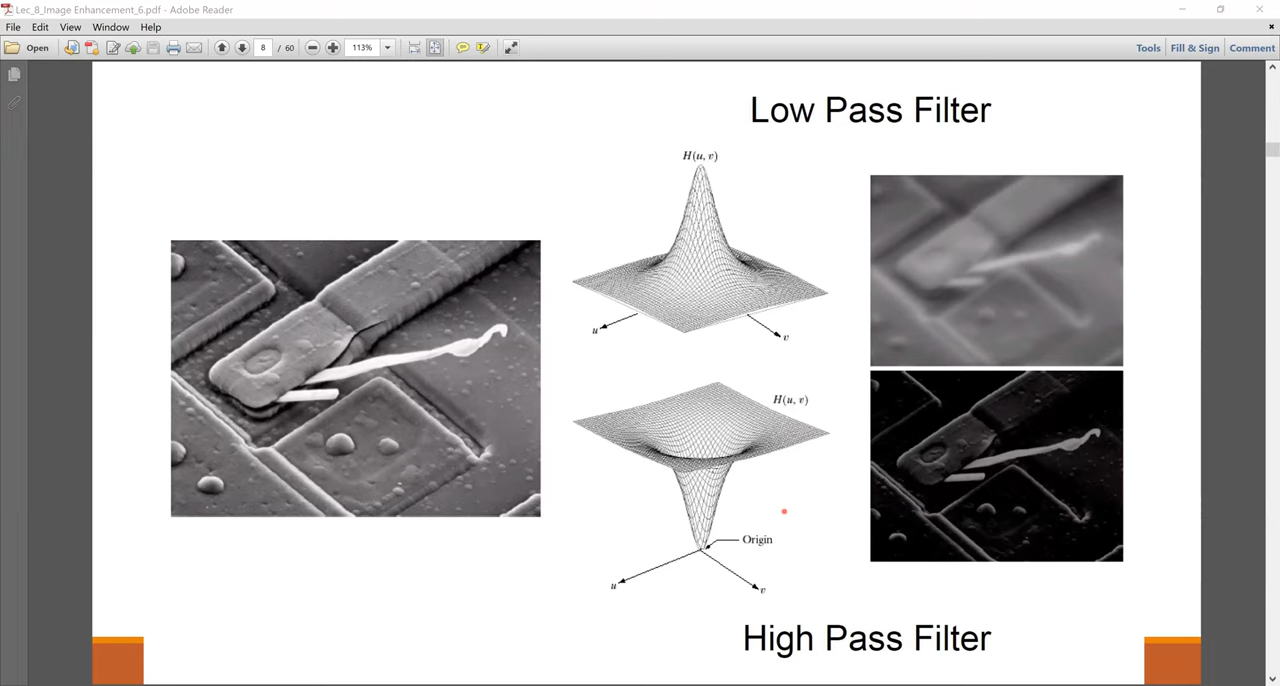 Lec_8_Image Enhancement_6.pdf - Adobe Reader
File Edit View Window Help
Open 8 / 60 113% Tools Fill & Sign Comment
Low Pass Filter
H(u, v)
u
v
H(u, v)
Origin
u
v
High Pass Filter